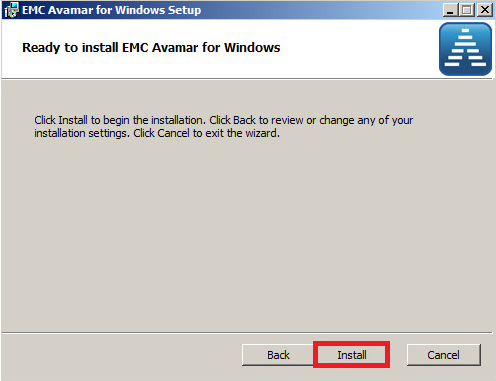 EMC Avamar for Windows Setup
Ready to install EMC Avamar for Windows
Click Install to begin the installation. Click Back to review or change any of your
installation settings. Click Cancel to exit the wizard.
Back Install Cancel